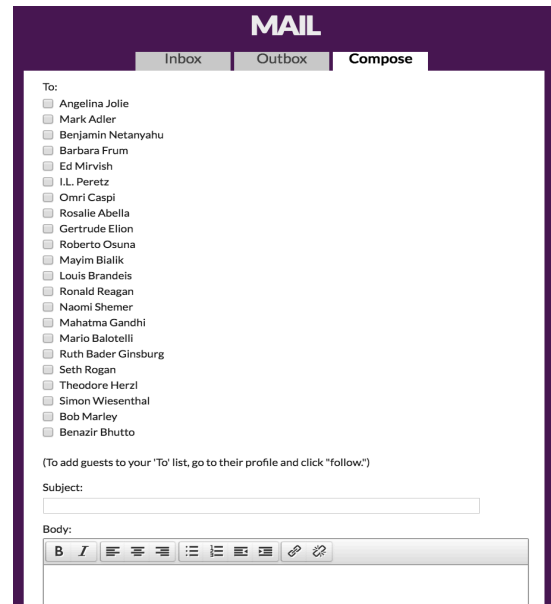 MAIL
Inbox Outbox Compose
To:
Angelina Jolie
Mark Adler
Benjamin Netanyahu
Barbara Frum
Ed Mirvish
I.L. Peretz
Omri Caspi
Rosalie Abella
Gertrude Elion
Roberto Osuna
Mayim Bialik
Louis Brandeis
Ronald Reagan
Naomi Shemer
Mahatma Gandhi
Mario Balotelli
Ruth Bader Ginsburg
Seth Rogan
Theodore Herzl
Simon Wiesenthal
Bob Marley
Benazir Bhutto
(To add guests to your 'To' list, go to their profile and click "follow.")
Subject:
Body:
B I